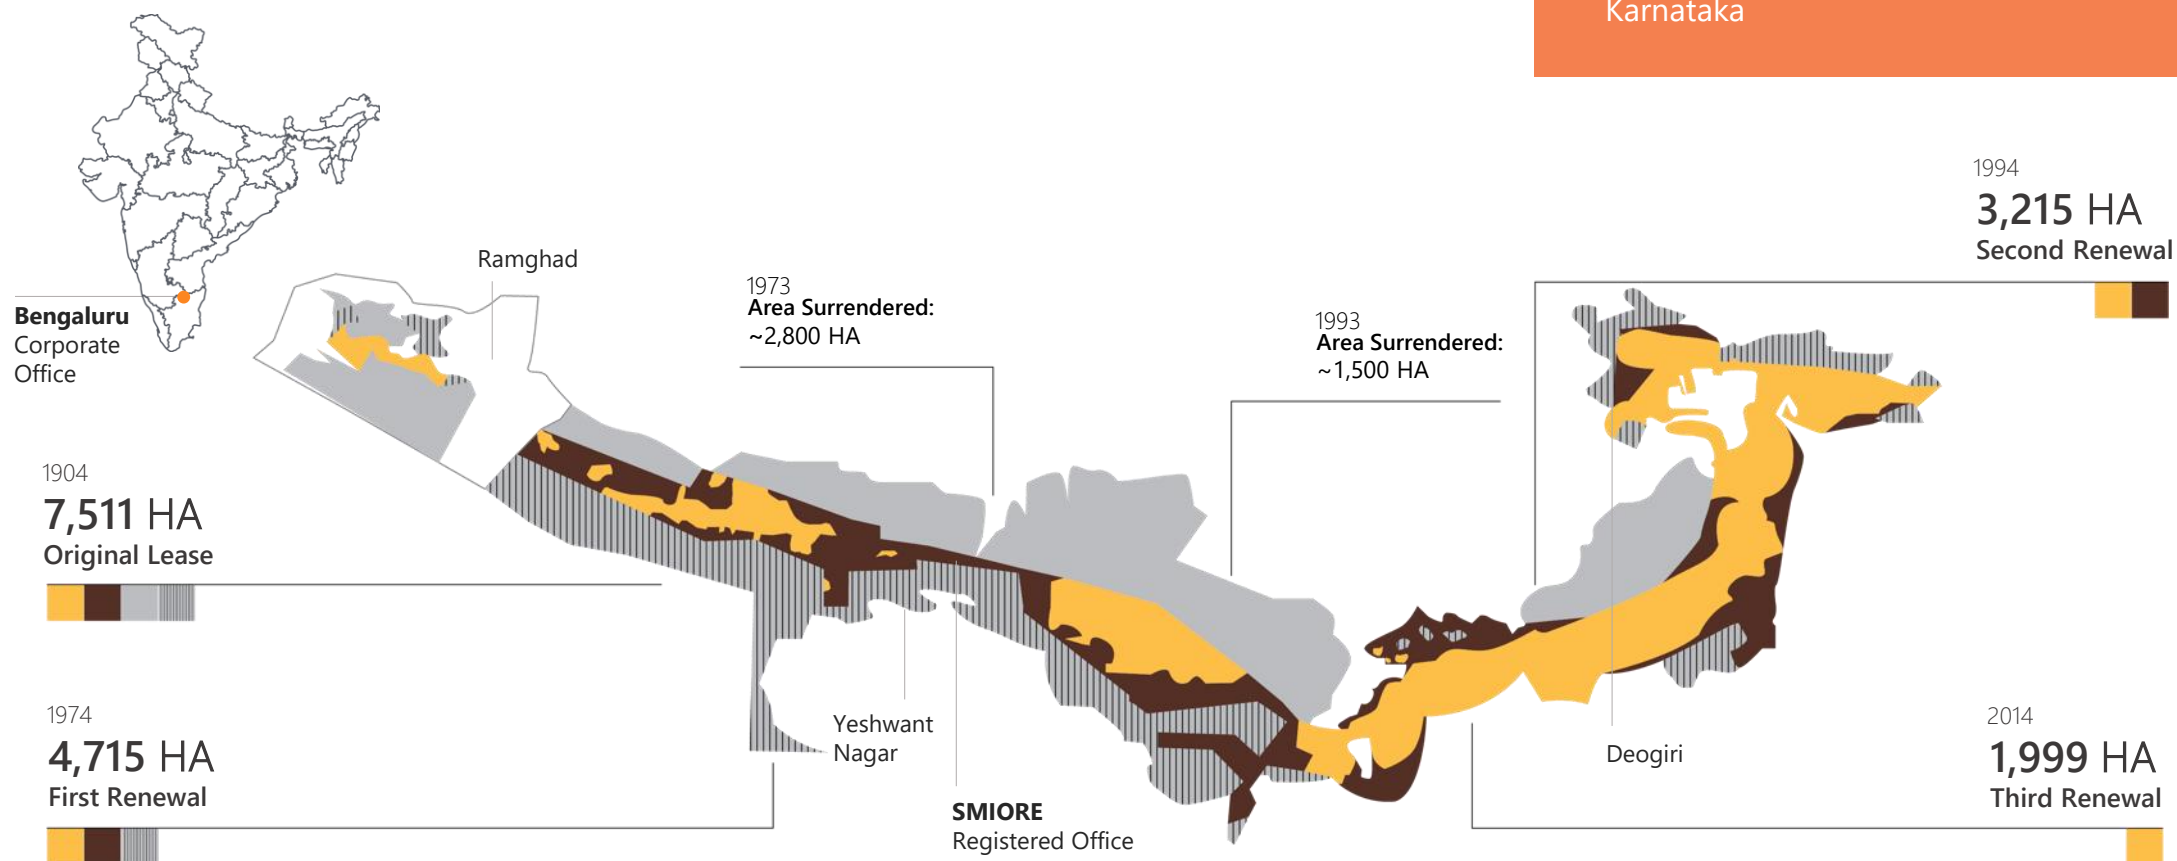 Karnataka
Bengaluru
Corporate
Office
Ramghad
1973
Area Surrendered:
~2,800 HA
1993
Area Surrendered:
~1,500 HA
1994
3,215 HA
Second Renewal
1904
7,511 HA
Original Lease
1974
4,715 HA
First Renewal
Yeshwant
Nagar
SMIORE
Registered Office
Deogiri
2014
1,999 HA
Third Renewal